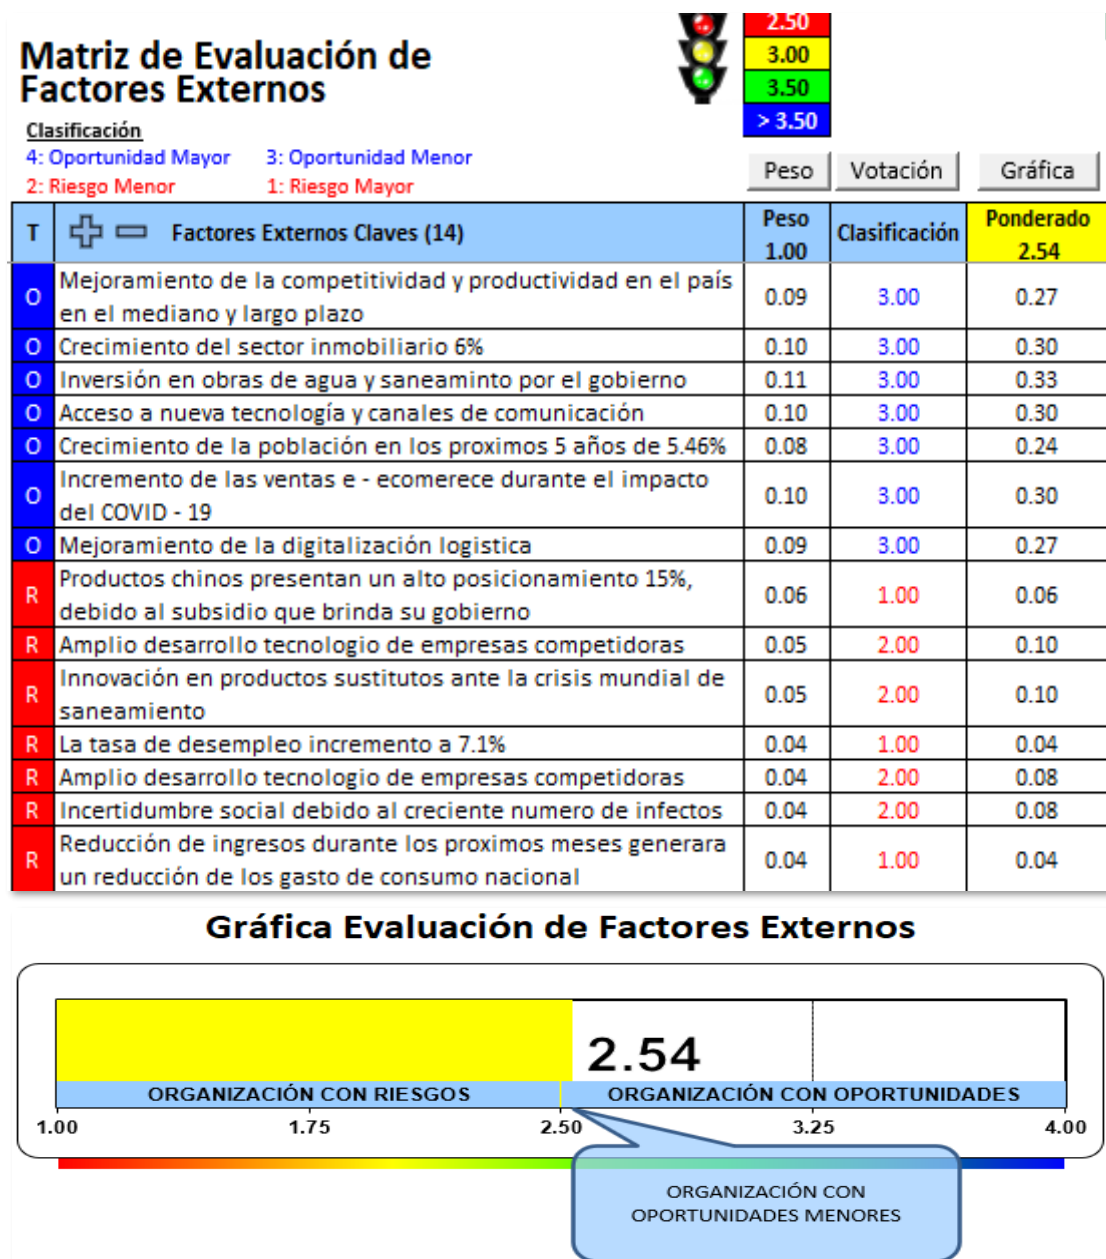 2.50
Matriz de Evaluación de
Factores Externos
3.00
3.50
> 3.50
Clasificación
4: Oportunidad Mayor 3: Oportunidad Menor
2: Riesgo Menor 1: Riesgo Mayor
Peso Votación Gráfica
T Factores Externos Claves (14) Peso 1.00 Clasificación Ponderado 2.54
O Mejoramiento de la competitividad y productividad en el país
en el mediano y largo plazo 0.09 3.00 0.27
O Crecimiento del sector inmobiliario 6% 0.10 3.00 0.30
O Inversión en obras de agua y saneaminto por el gobierno 0.11 3.00 0.33
O Acceso a nueva tecnología y canales de comunicación 0.10 3.00 0.30
O Crecimiento de la población en los proximos 5 años de 5.46% 0.08 3.00 0.24
O Incremento de las ventas e - ecomerece durante el impacto
del COVID - 19 0.10 3.00 0.30
O Mejoramiento de la digitalización logistica 0.09 3.00 0.27
R Productos chinos presentan un alto posicionamiento 15%,
debido al subsidio que brinda su gobierno 0.06 1.00 0.06
R Amplio desarrollo tecnologio de empresas competidoras 0.05 2.00 0.10
R Innovación en productos sustitutos ante la crisis mundial de
saneamiento 0.05 2.00 0.10
R La tasa de desempleo incremento a 7.1% 0.04 1.00 0.04
R Amplio desarrollo tecnologio de empresas competidoras 0.04 2.00 0.08
R Incertidumbre social debido al creciente numero de infectos 0.04 2.00 0.08
R Reducción de ingresos durante los proximos meses generara
un reducción de los gasto de consumo nacional 0.04 1.00 0.04
Gráfica Evaluación de Factores Externos
2.54
ORGANIZACIÓN CON RIESGOS ORGANIZACIÓN CON OPORTUNIDADES
1.00 1.75 2.50 3.25 4.00
ORGANIZACIÓN CON
OPORTUNIDADES MENORES